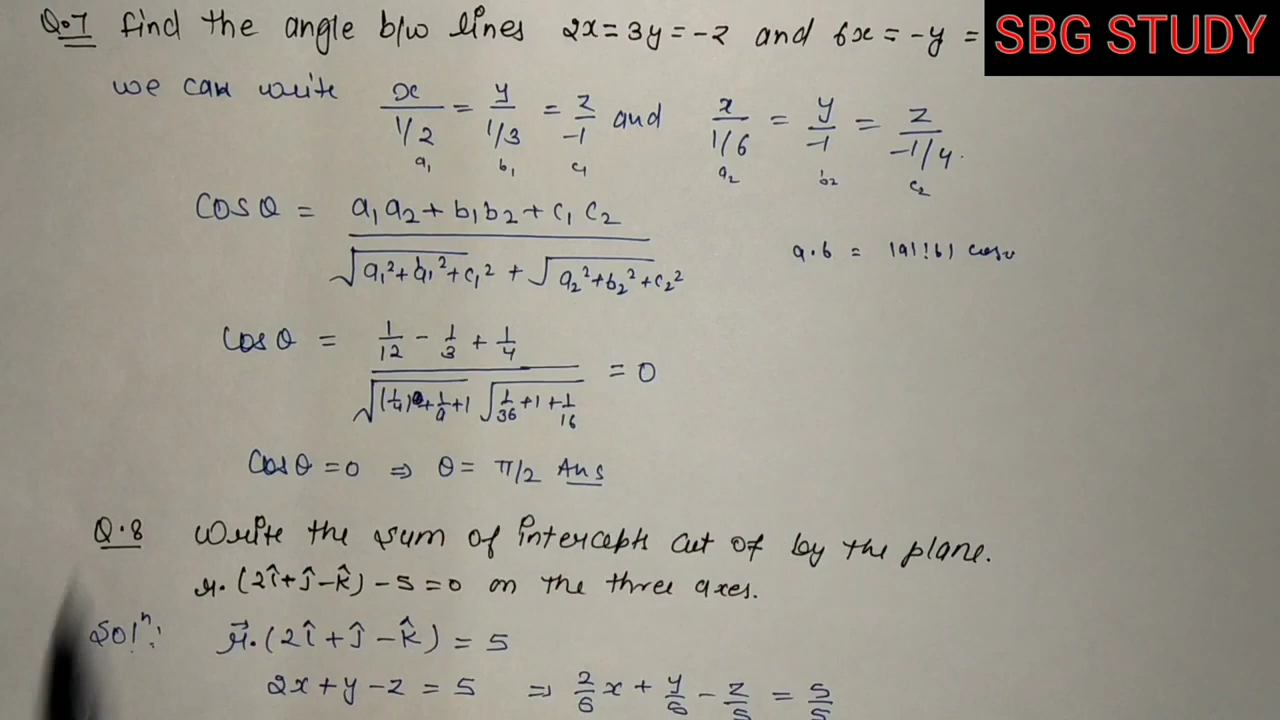 Q.7 Find the angle b/w lines 2x = 3y = -z and 6x = -y =
SBG STUDY
we can write x/(1/2) = y/(1/3) = z/-1 and x/(1/6) = y/-1 = z/(-1/4).
a₁ b₁ c₁ a₂ b₂ c₂
cos θ = (a₁a₂ + b₁b₂ + c₁c₂)/(√(a₁²+b₁²+c₁²) + √(a₂²+b₂²+c₂²))
a·b = |a||b| cos
cos θ = (1/12 - 1/3 + 1/4)/(√((1/4)+1/9+1) √(1/36+1+1/16)) = 0
cos θ = 0 ⇒ θ = π/2 Ans
Q.8 Write the sum of intercepts cut of by the plane.
r.(2î+ĵ-k̂) - 5 = 0 on the three axes.
Solⁿ: r⃗.(2î+ĵ-k̂) = 5
2x + y - z = 5 ⇒ 2/5 x + y/5 - z/5 = 5/5